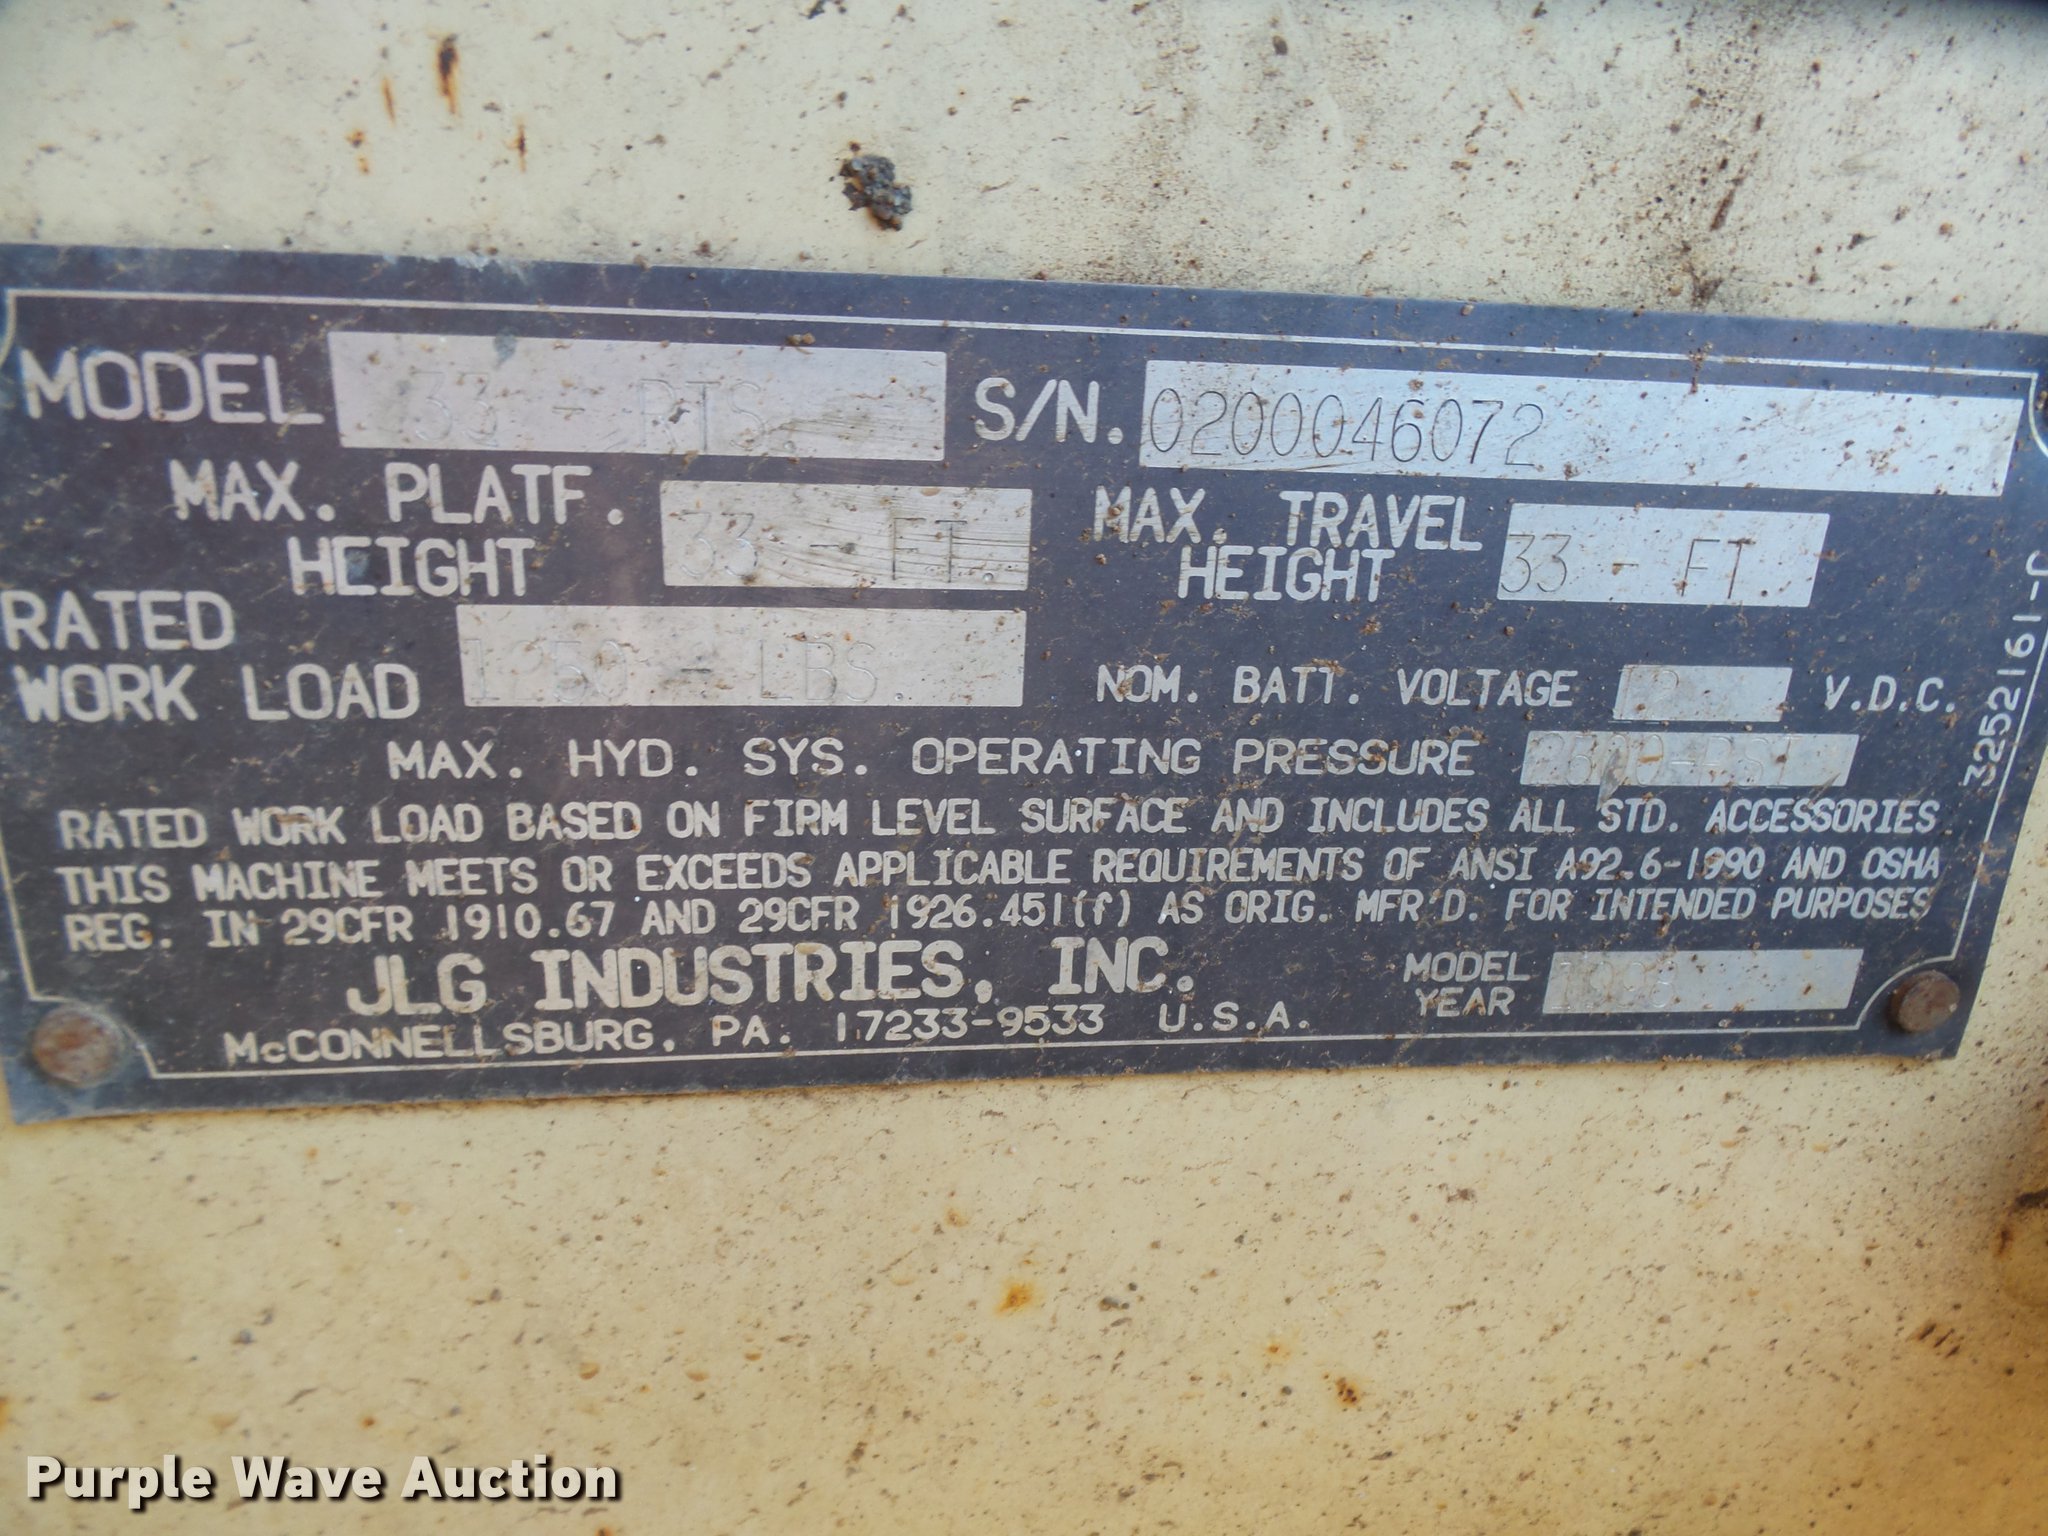 MODEL 33 - RTS. S/N. 0200046072
MAX. PLATF. HEIGHT 33 - FT. MAX. TRAVEL HEIGHT 33 - FT
RATED WORK LOAD LBS. NOM. BATT. VOLTAGE V.D.C.
MAX. HYD. SYS. OPERATING PRESSURE
RATED WORK LOAD BASED ON FIRM LEVEL SURFACE AND INCLUDES ALL STD. ACCESSORIES
THIS MACHINE MEETS OR EXCEEDS APPLICABLE REQUIREMENTS OF ANSI A92.6-1990 AND OSHA
REG. IN 29CFR 1910.67 AND 29CFR 1926.451(f) AS ORIG. MFR'D. FOR INTENDED PURPOSES
JLG INDUSTRIES, INC. MODEL YEAR 1998
McCONNELLSBURG, PA. 17233-9533 U.S.A.
Purple Wave Auction